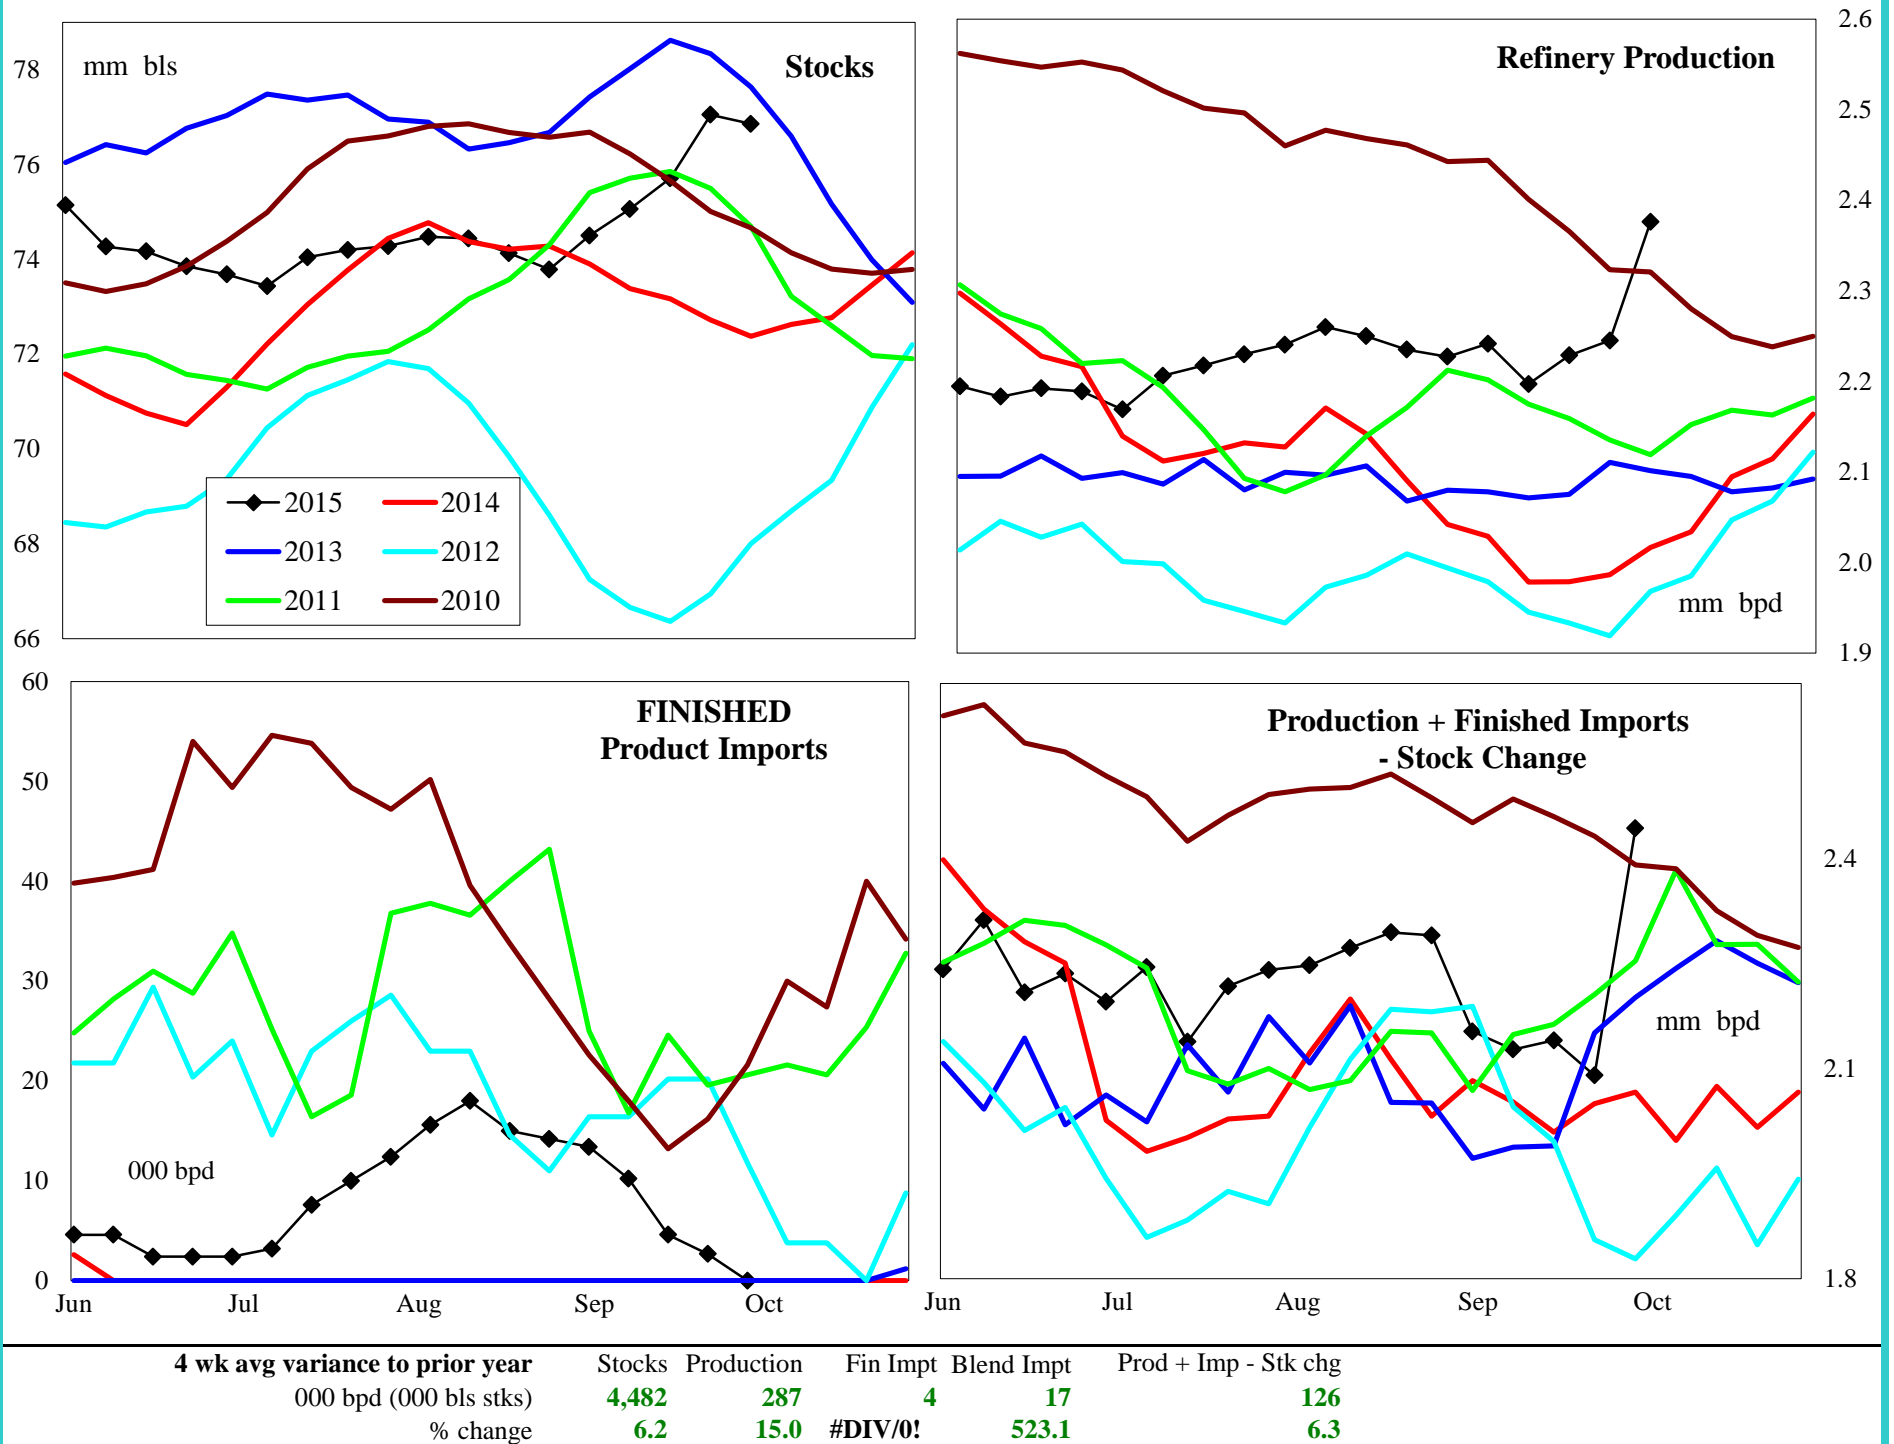 mm  bls
Stocks
78
76
74
72
70
68
66
2015
2014
2013
2012
2011
2010
Refinery Production
mm  bpd
2.6
2.5
2.4
2.3
2.2
2.1
2.0
1.9
FINISHED
Product Imports
000 bpd
60
50
40
30
20
10
0
Jun Jul Aug Sep Oct
Production + Finished Imports
- Stock Change
mm  bpd
2.4
2.1
1.8
Jun Jul Aug Sep Oct
4 wk avg variance to prior year Stocks Production Fin Impt Blend Impt Prod + Imp - Stk chg
000 bpd (000 bls stks) 4,482 287 4 17 126
% change 6.2 15.0 #DIV/0! 523.1 6.3